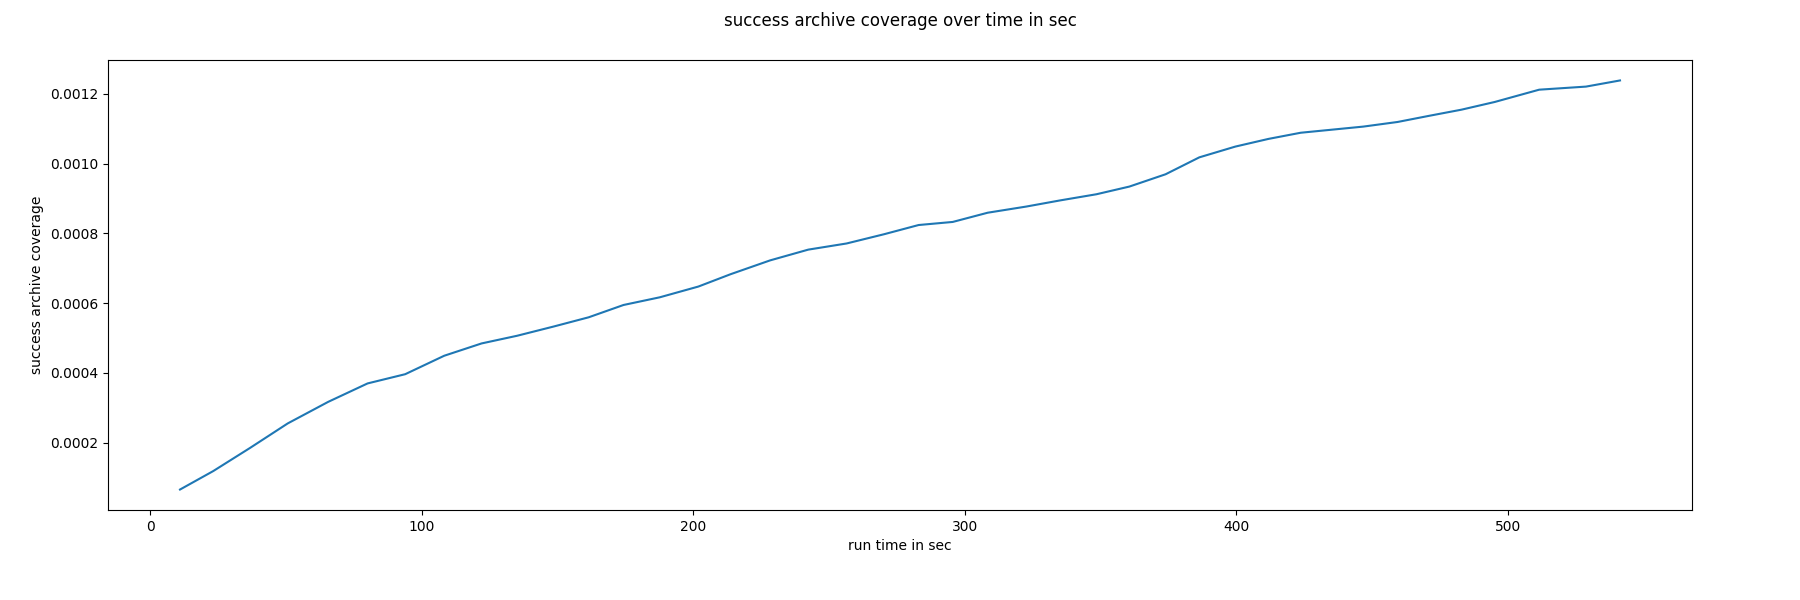 success archive coverage over time in sec
0.0012
0.0010
0.0008
0.0006
0.0004
0.0002
success archive coverage
0 100 200 300 400 500
run time in sec